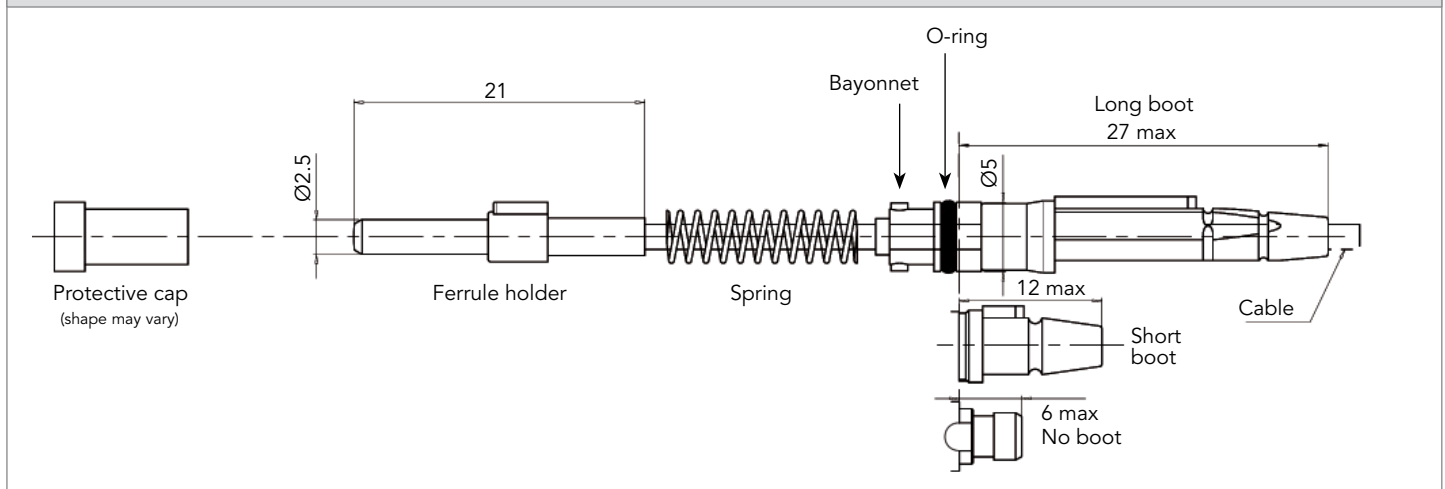 O-ring
Bayonnet
21
Long boot
27 max
Ø2.5
Ø5
Protective cap
(shape may vary)
Ferrule holder
Spring
12 max
Cable
Short
boot
6 max
No boot